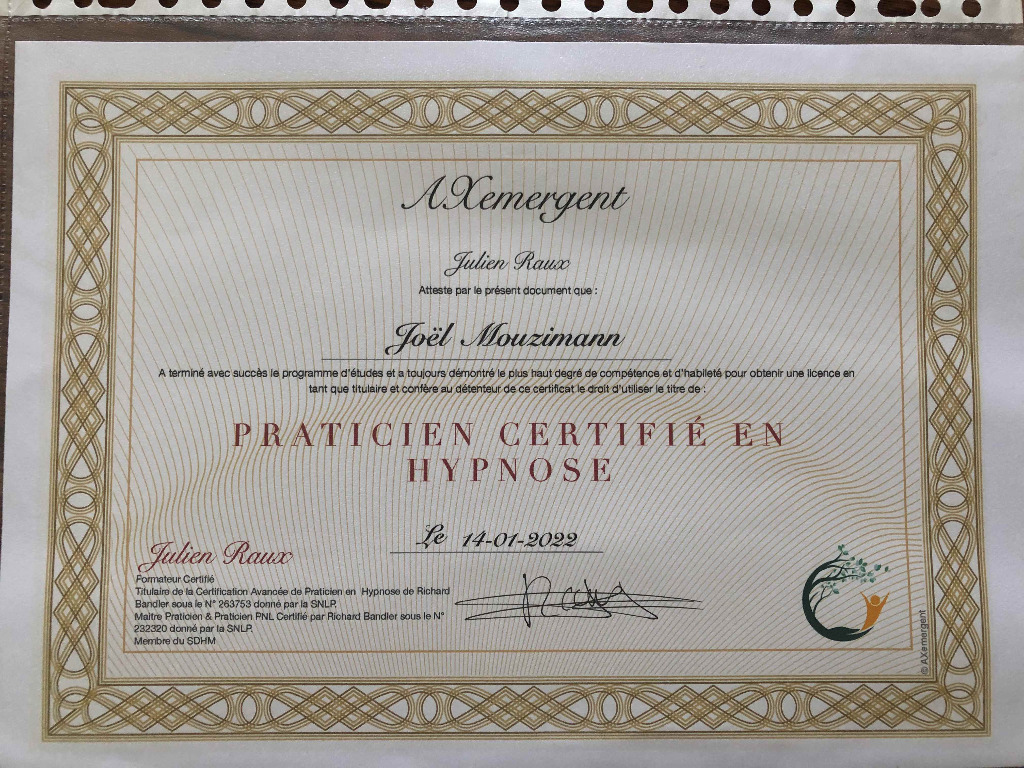 AXemergent
Julien Raux
Atteste par le présent document que :
Joël Mouzimann
A terminé avec succès le programme d'études et a toujours démontré le plus haut degré de compétence et d'habileté pour obtenir une licence en
tant que titulaire et confère au détenteur de ce certificat le droit d'utiliser le titre de :
PRATICIEN CERTIFIÉ EN
HYPNOSE
Le 14-01-2022
Julien Raux
Formateur Certifié
Titulaire de la Certification Avancée de Praticien en Hypnose de Richard
Bandler sous le N° 263753 donné par la SNLP.
Maitre Praticien & Praticien PNL Certifié par Richard Bandler sous le N°
232320 donné par la SNLP.
Membre du SDHM
© AXemergent